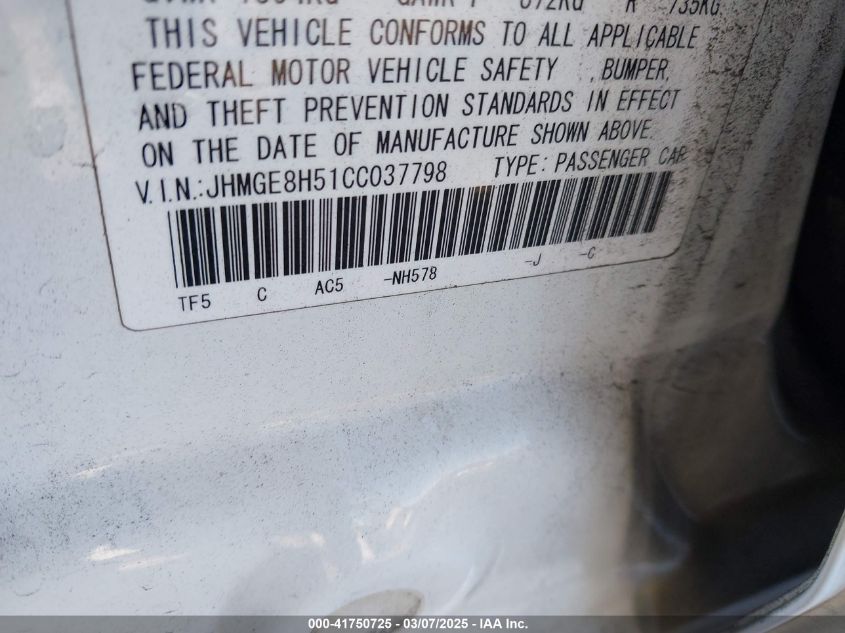 THIS VEHICLE CONFORMS TO ALL APPLICABLE
FEDERAL MOTOR VEHICLE SAFETY , BUMPER,
AND THEFT PREVENTION STANDARDS IN EFFECT
ON THE DATE OF MANUFACTURE SHOWN ABOVE.
V.I.N.:JHMGE8H51CC037798 TYPE: PASSENGER CAR
TF5 C AC5 -NH578 -J -C
000-41750725 - 03/07/2025 - IAA Inc.